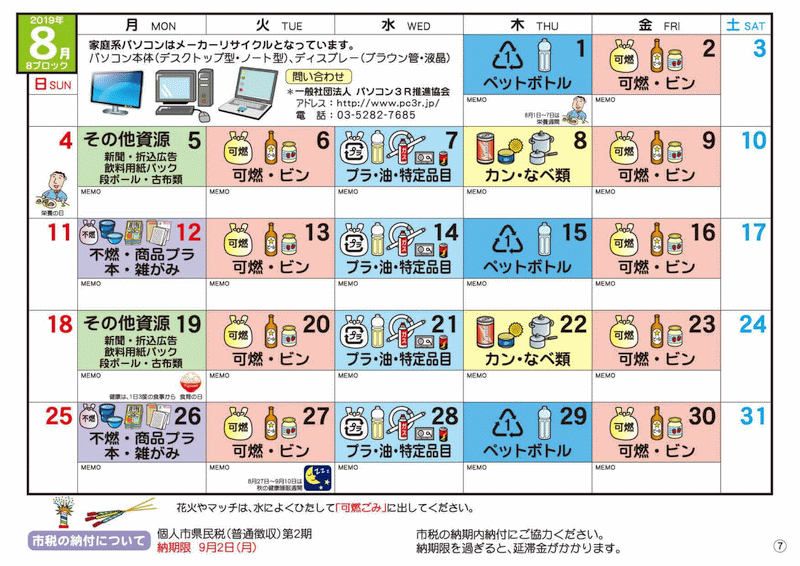 2019年
8月
8ブロック
日 SUN
月 MON
火 TUE
水 WED
木 THU
金 FRI
土 SAT
家庭系パソコンはメーカーリサイクルとなっています。
パソコン本体(デスクトップ型・ノート型)、ディスプレー(ブラウン管・液晶)
問い合わせ
*一般社団法人 パソコン3R推進協会
アドレス:http://www.pc3r.jp/
電 話:03-5282-7685
1
1
ペットボトル
MEMO
8月1日~7日は
栄養週間
可燃
2
可燃・ビン
MEMO
3
4
栄養の日
その他資源 5
新聞・折込広告
飲料用紙パック
段ボール・古布類
MEMO
可燃
6
可燃・ビン
MEMO
プラ
7
プラ・油・特定品目
MEMO
8
カン・なべ類
MEMO
可燃
9
可燃・ビン
MEMO
10
11
不燃
12
不燃・商品プラ
本・雑がみ
MEMO
可燃
13
可燃・ビン
MEMO
プラ
14
プラ・油・特定品目
MEMO
1
15
ペットボトル
MEMO
可燃
16
可燃・ビン
MEMO
17
18
その他資源 19
新聞・折込広告
飲料用紙パック
段ボール・古布類
MEMO
健康は、1日3度の食事から 食育の日
可燃
20
可燃・ビン
MEMO
プラ
21
プラ・油・特定品目
MEMO
22
カン・なべ類
MEMO
可燃
23
可燃・ビン
MEMO
24
25
不燃
26
不燃・商品プラ
本・雑がみ
MEMO
可燃
27
可燃・ビン
MEMO
8月27日~9月10日は
秋の健康睡眠週間
プラ
28
プラ・油・特定品目
MEMO
1
29
ペットボトル
MEMO
可燃
30
可燃・ビン
MEMO
31
花火やマッチは、水によくひたして「可燃ごみ」に出してください。
市税の納付について
個人市県民税(普通徴収)第2期
納期限 9月2日(月)
市税の納期内納付にご協力ください。
納期限を過ぎると、延滞金がかかります。
⑦